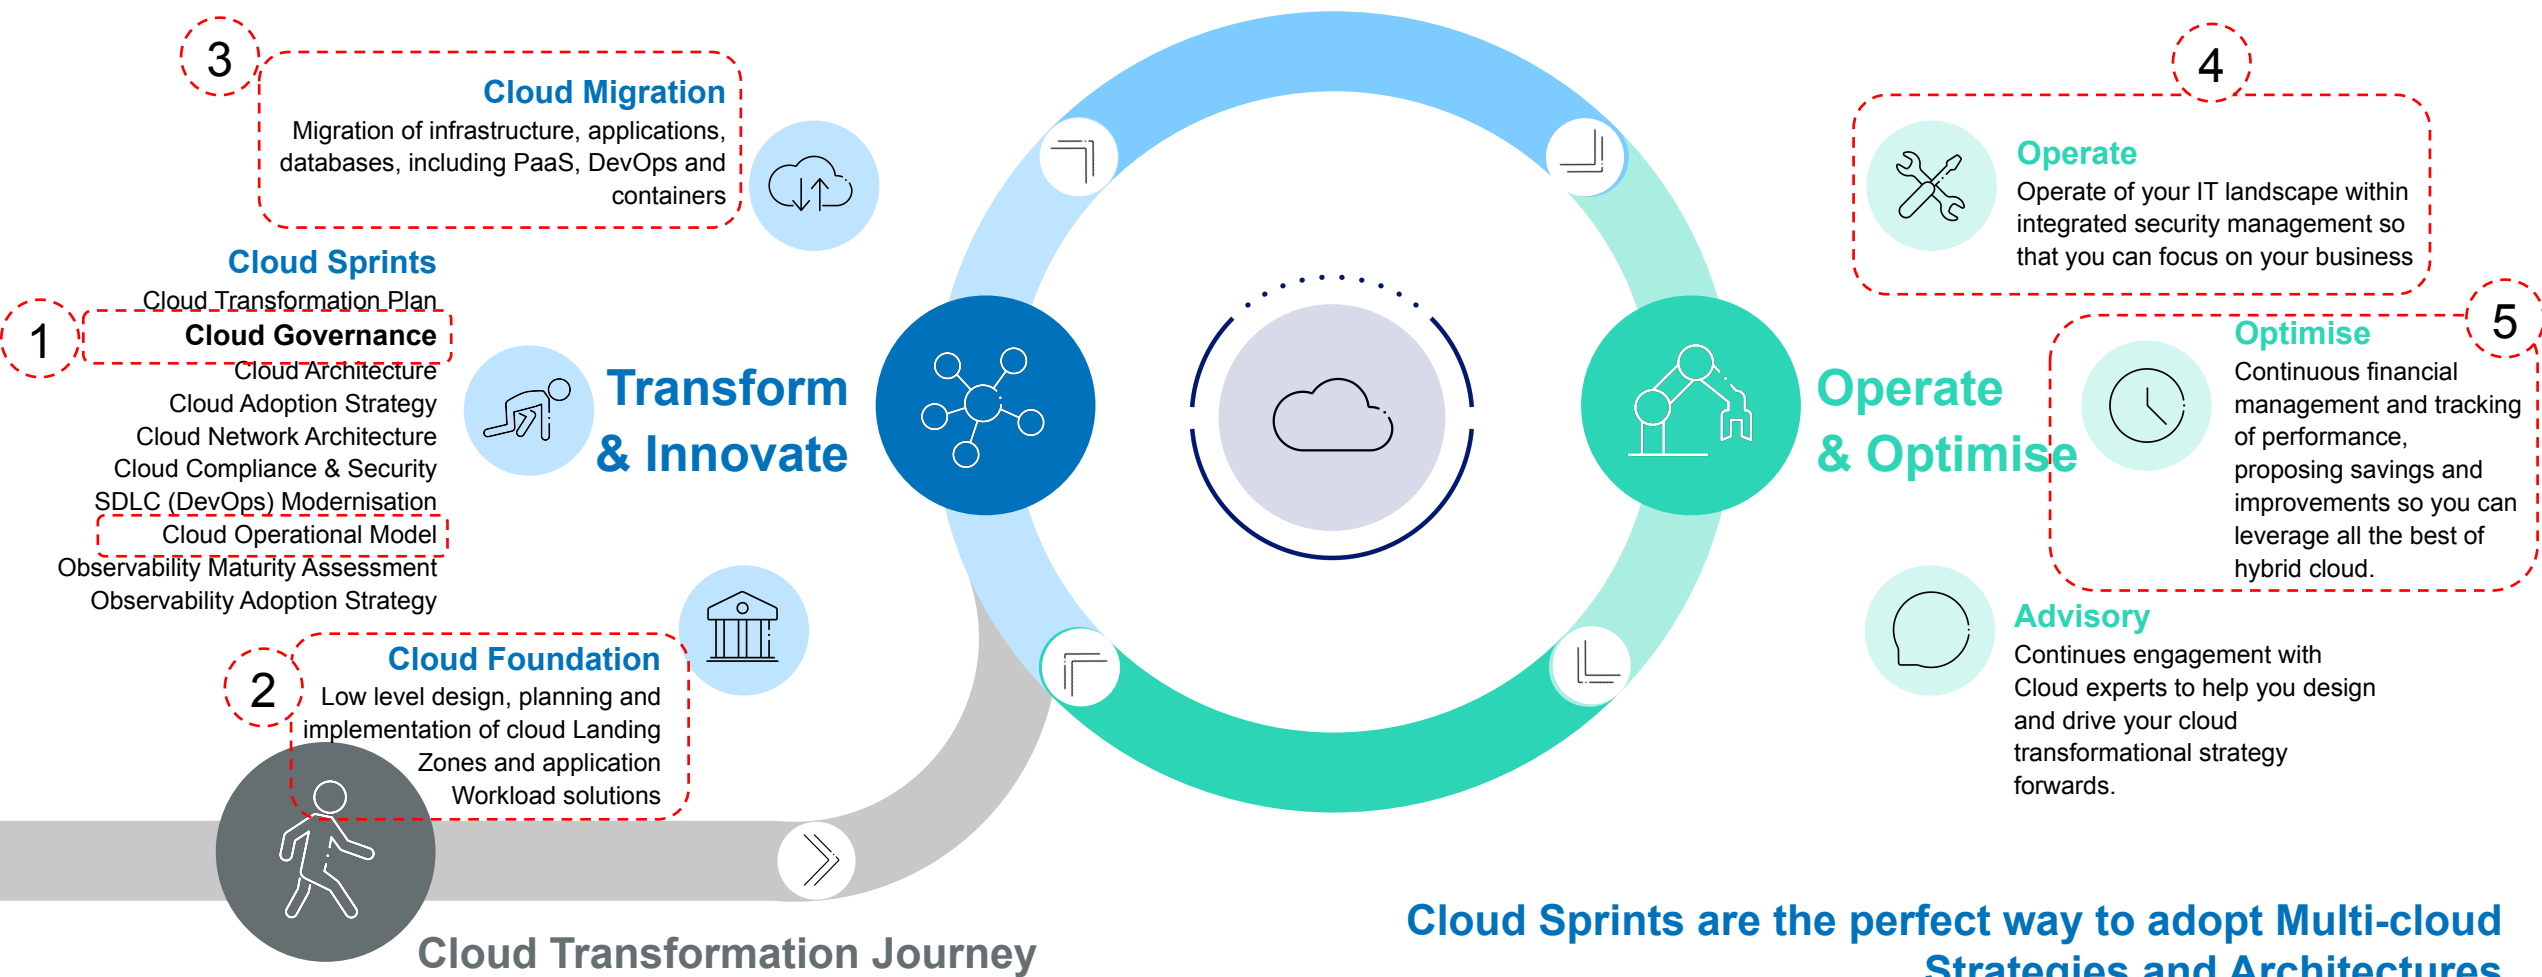 3
Cloud Migration
Migration of infrastructure, applications,
databases, including PaaS, DevOps and
containers
Cloud Sprints
Cloud Transformation Plan
1
Cloud Governance
Cloud Architecture
Cloud Adoption Strategy
Cloud Network Architecture
Cloud Compliance & Security
SDLC (DevOps) Modernisation
Cloud Operational Model
Observability Maturity Assessment
Observability Adoption Strategy
Transform
& Innovate
2
Cloud Foundation
Low level design, planning and
implementation of cloud Landing
Zones and application
Workload solutions
Cloud Transformation Journey
4
Operate
Operate of your IT landscape within
integrated security management so
that you can focus on your business
Operate
& Optimise
5
Optimise
Continuous financial
management and tracking
of performance,
proposing savings and
improvements so you can
leverage all the best of
hybrid cloud.
Advisory
Continues engagement with
Cloud experts to help you design
and drive your cloud
transformational strategy
forwards.
Cloud Sprints are the perfect way to adopt Multi-cloud
Strategies and Architectures